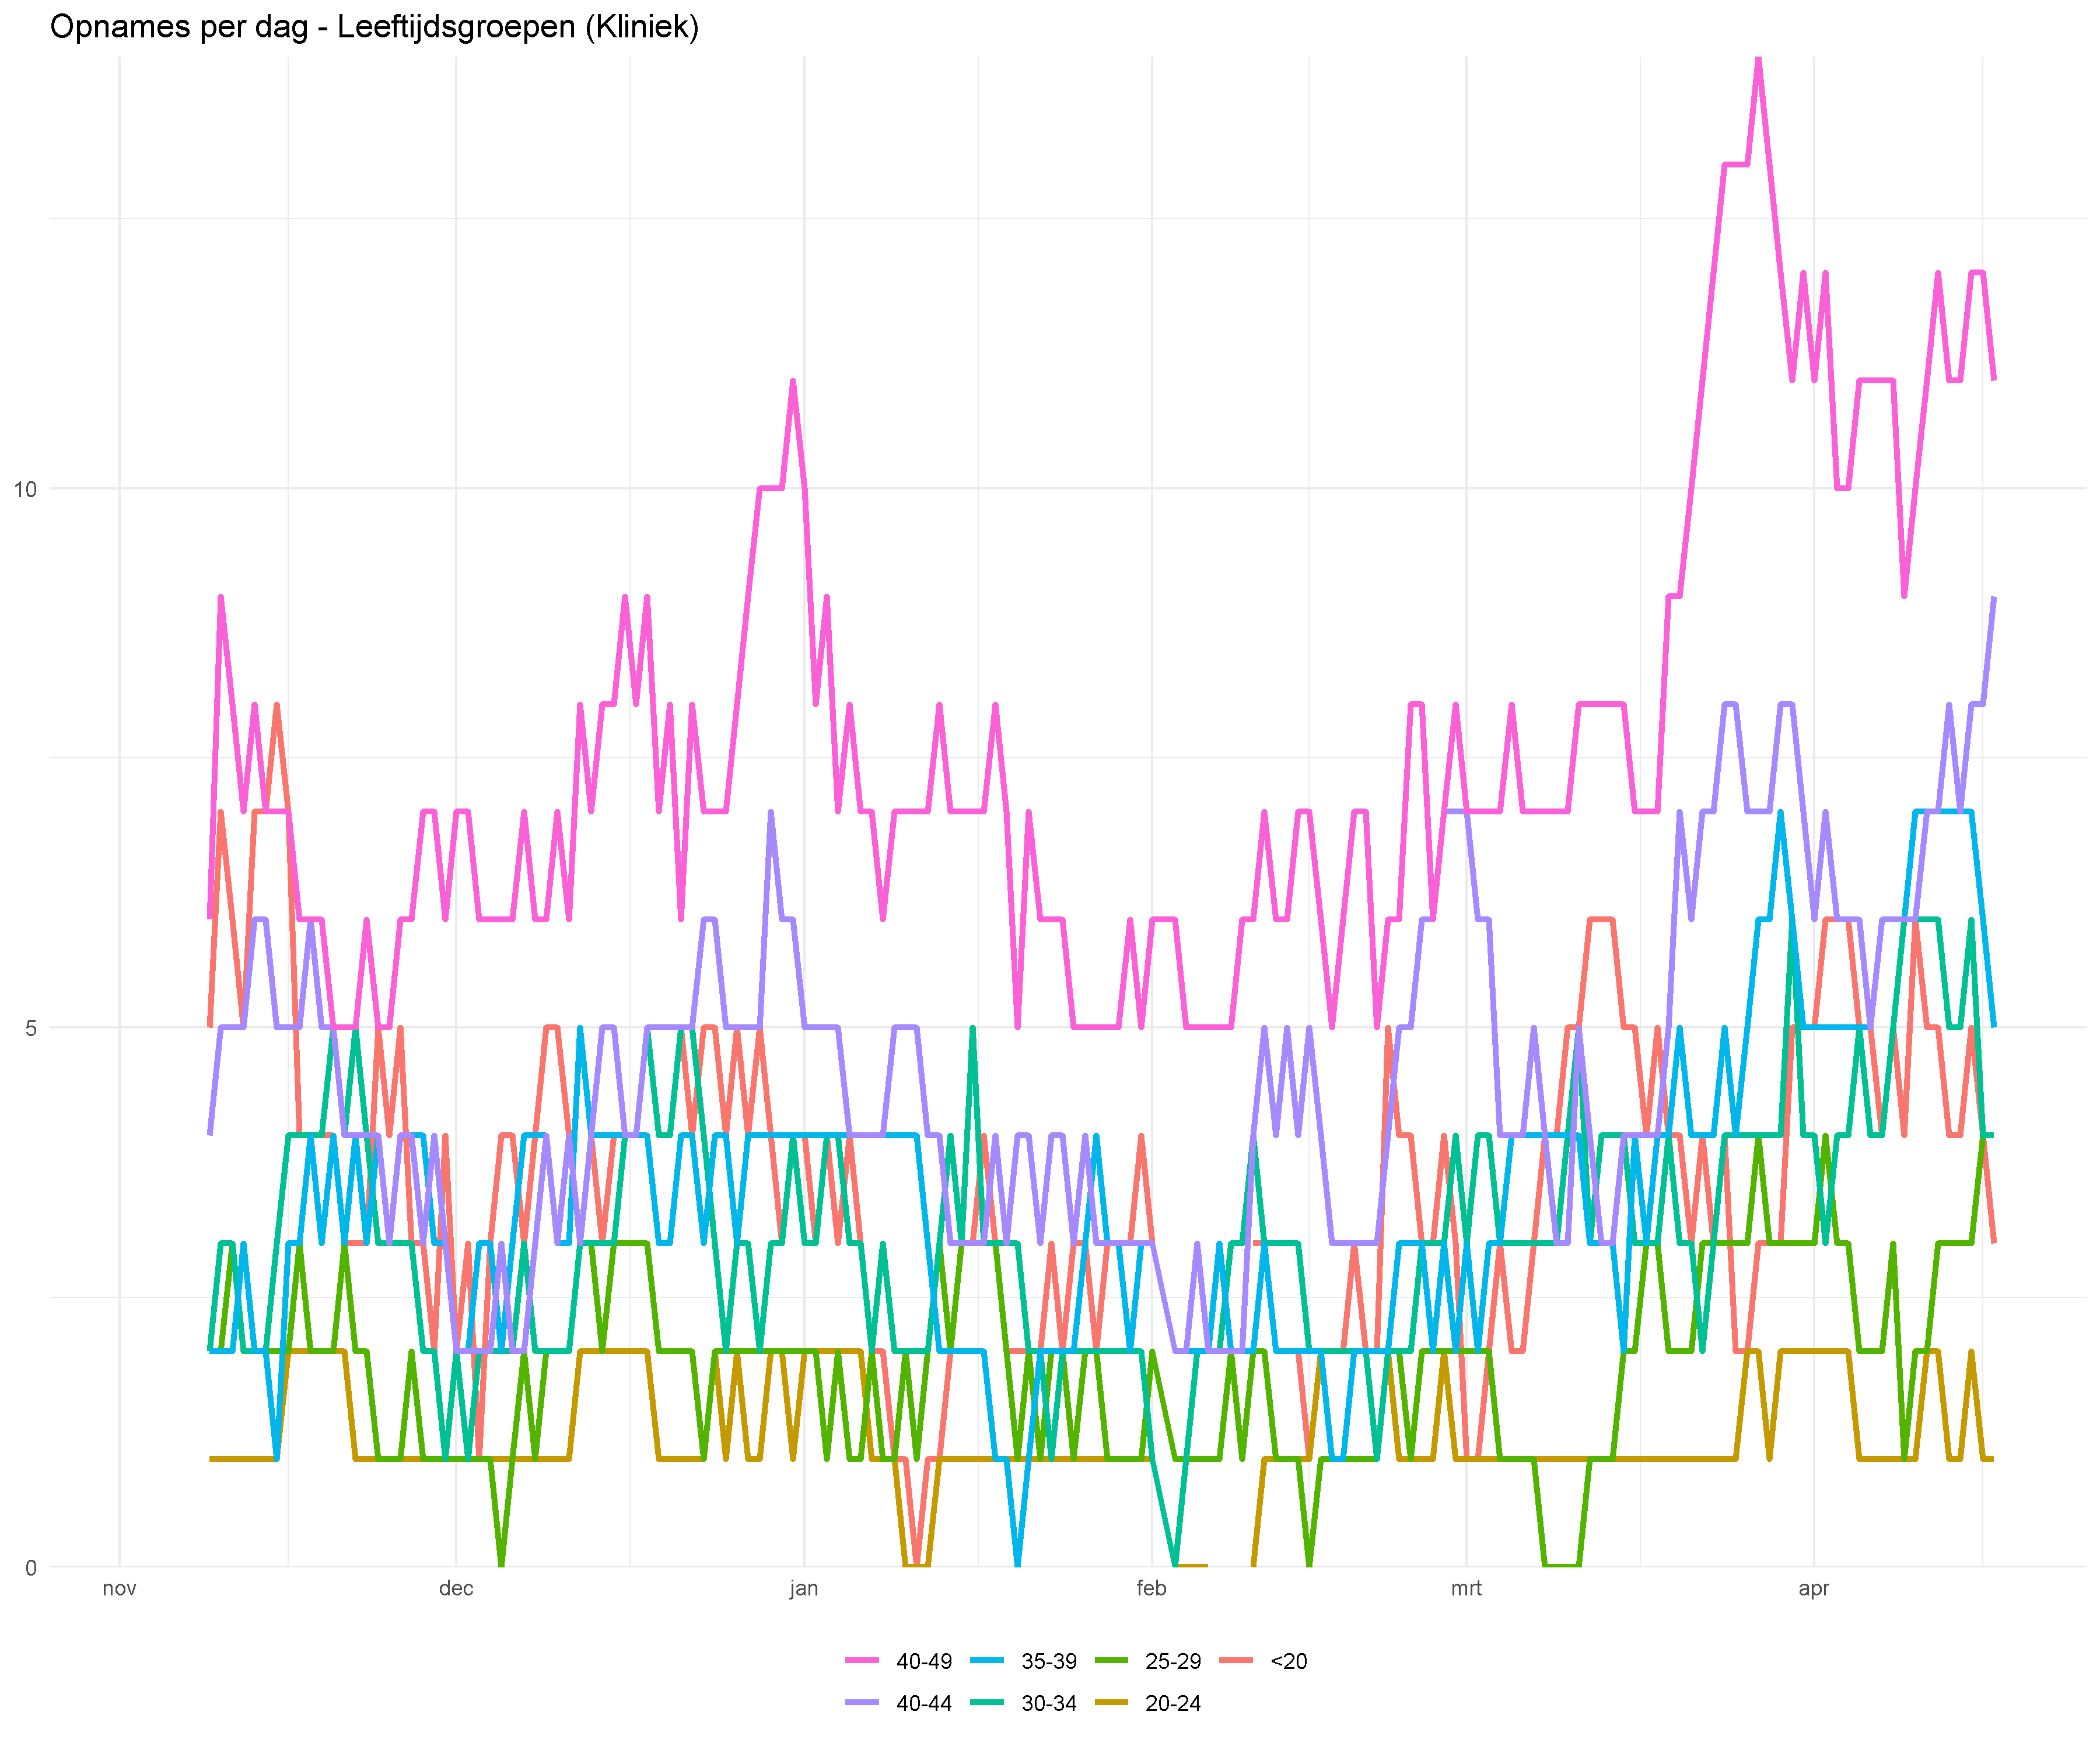 Opnames per dag - Leeftijdsgroepen (Kliniek)
10
5
0
nov dec jan feb mrt apr
40-49 35-39 25-29 <20
40-44 30-34 20-24